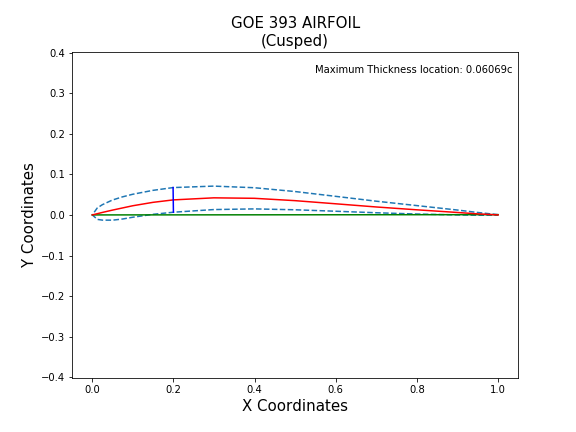 GOE 393 AIRFOIL
(Cusped)
Maximum Thickness location: 0.06069c
0.4
0.3
0.2
0.1
0.0
−0.1
−0.2
−0.3
−0.4
Y Coordinates
0.0 0.2 0.4 0.6 0.8 1.0
X Coordinates